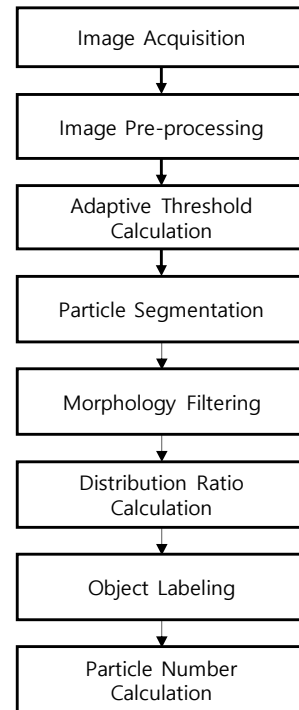 Image Acquisition
Image Pre-processing
Adaptive Threshold
Calculation
Particle Segmentation
Morphology Filtering
Distribution Ratio
Calculation
Object Labeling
Particle Number
Calculation